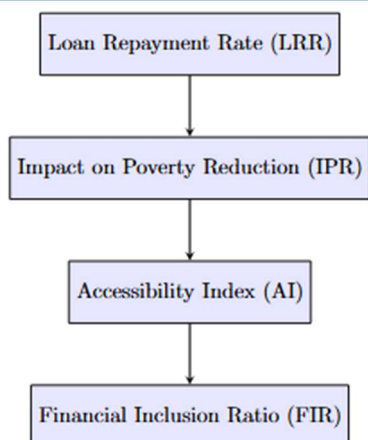 Loan Repayment Rate (LRR)
Impact on Poverty Reduction (IPR)
Accessibility Index (AI)
Financial Inclusion Ratio (FIR)